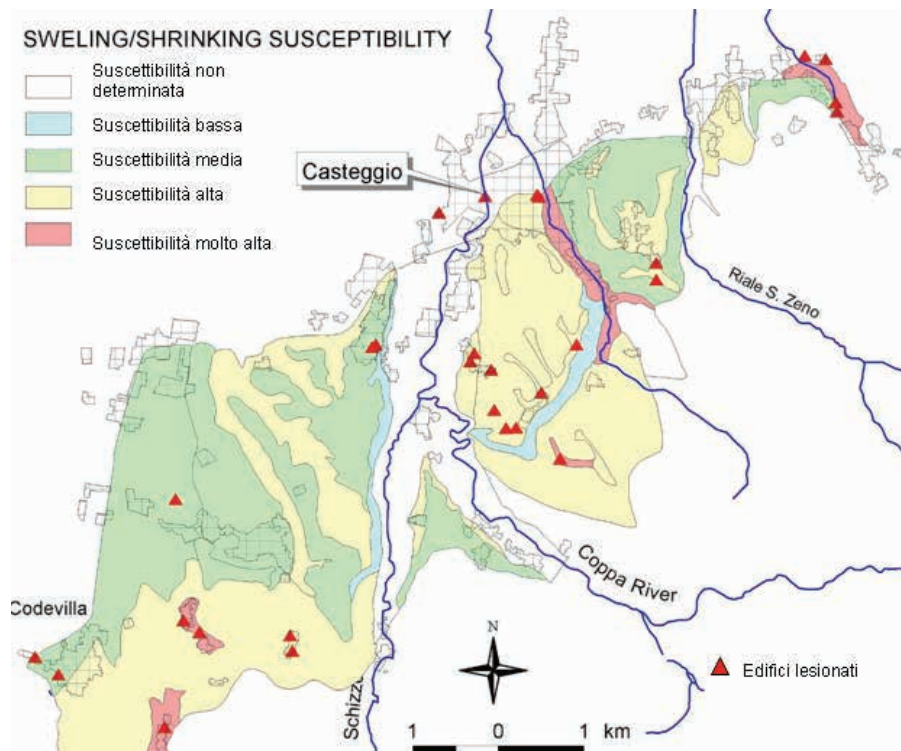 SWELING/SHRINKING SUSCEPTIBILITY
Suscettibilità non
determinata
Suscettibilità bassa
Suscettibilità media
Suscettibilità alta
Suscettibilità molto alta
Casteggio
Riale S. Zeno
Coppa River
Codevilla
Schizzo
N
Edifici lesionati
1 0 1 km